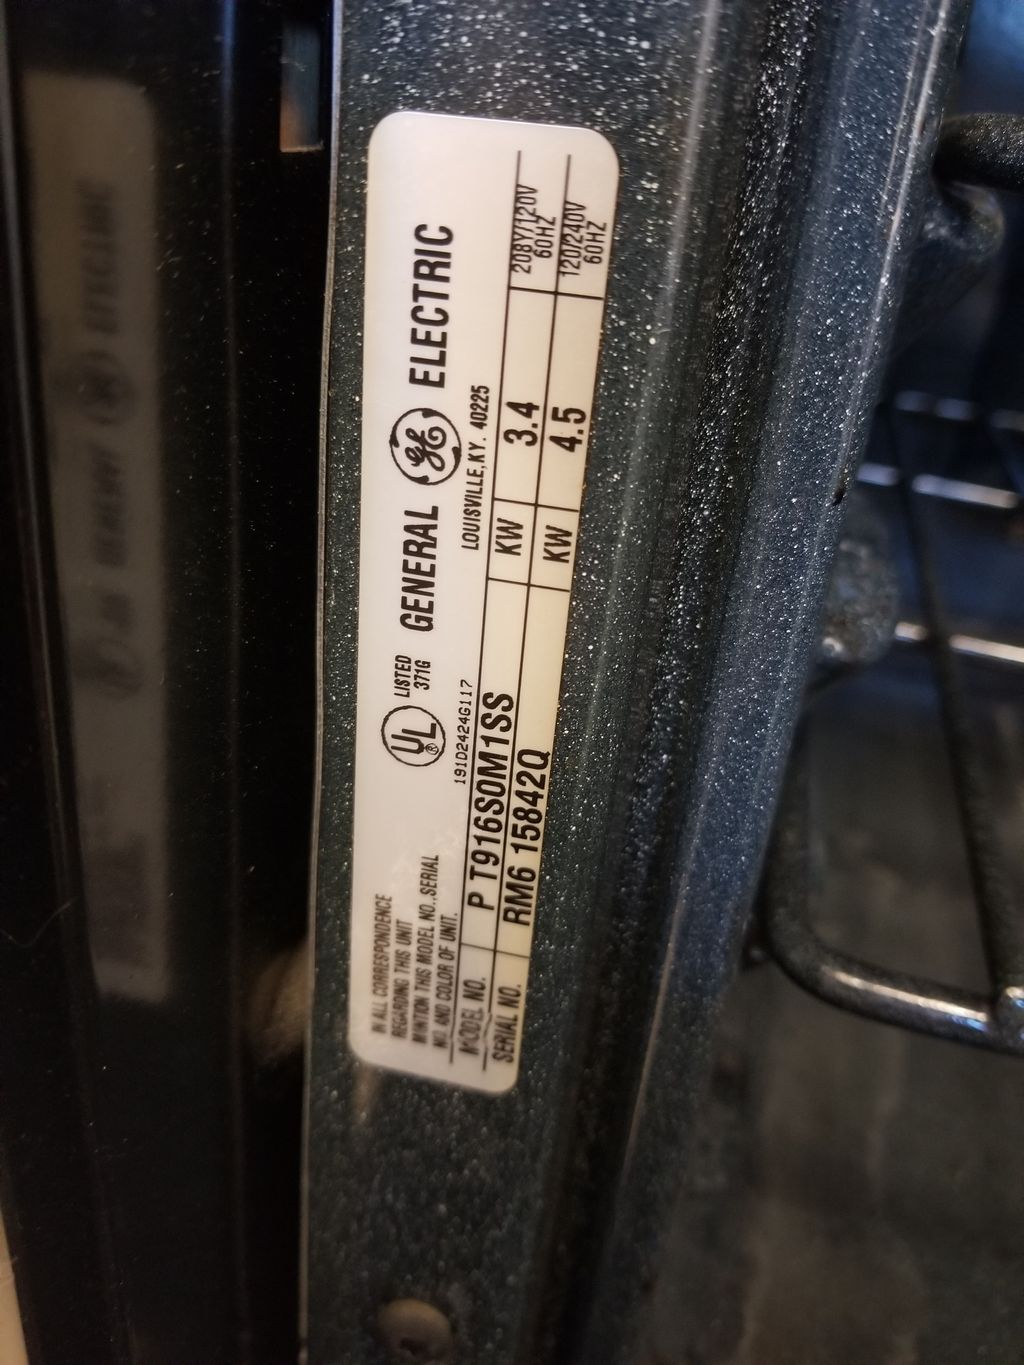 UL® LISTED 371G
GENERAL GE ELECTRIC
LOUISVILLE, KY. 40225
191D2424G117
IN ALL CORRESPONDENCE
REGARDING THIS UNIT
MENTION THIS MODEL NO., SERIAL
NO. AND COLOR OF UNIT.
MODEL NO. P T916S0M1SS KW 3.4 208Y/120V 60HZ
SERIAL NO. RM6 15842Q KW 4.5 120/240V 60HZ